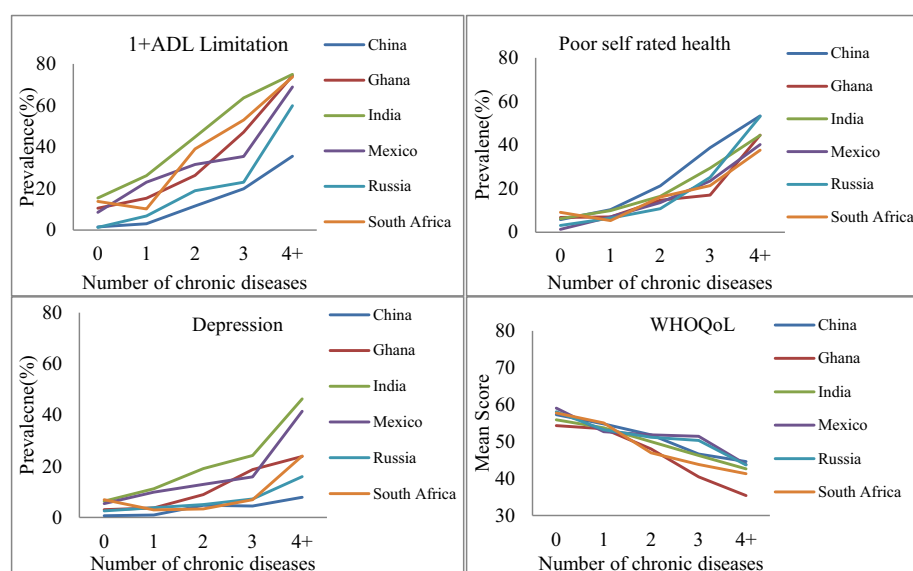 1+ADL Limitation
Prevalence(%)
80
60
40
20
0
0 1 2 3 4+
Number of chronic diseases
China
Ghana
India
Mexico
Russia
South Africa
Poor self rated health
Prevalene(%)
80
60
40
20
0
0 1 2 3 4+
Number of chronic diseases
China
Ghana
India
Mexico
Russia
South Africa
Depression
Prevalecne(%)
80
60
40
20
0
0 1 2 3 4+
Number of chronic diseases
China
Ghana
India
Mexico
Russia
South Africa
WHOQoL
Mean Score
80
70
60
50
40
30
0 1 2 3 4+
Number of chronic diseases
China
Ghana
India
Mexico
Russia
South Africa